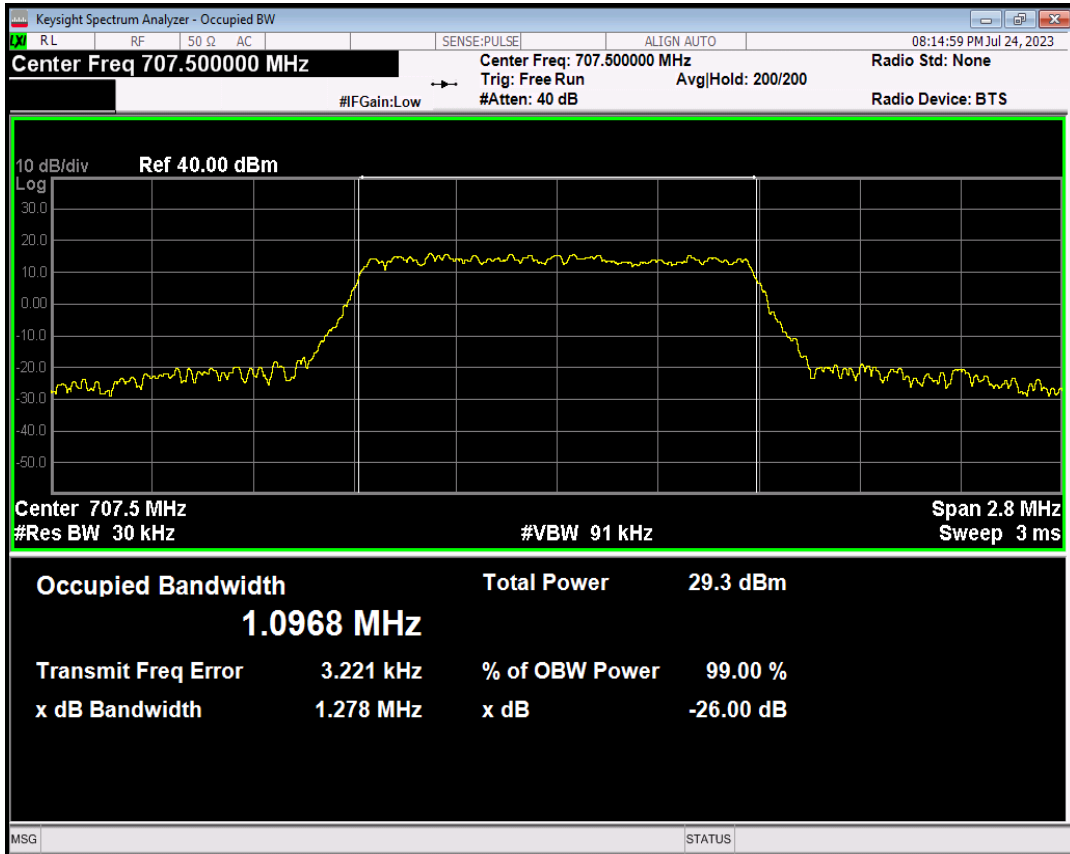 Keysight Spectrum Analyzer - Occupied BW
LXI RL RF 50 Ω AC SENSE:PULSE ALIGN AUTO 08:14:59 PM Jul 24, 2023
Center Freq 707.500000 MHz Center Freq: 707.500000 MHz Radio Std: None
Trig: Free Run Avg|Hold: 200/200
#IFGain:Low #Atten: 40 dB Radio Device: BTS
10 dB/div Ref 40.00 dBm
Log
30.0
20.0
10.0
0.00
-10.0
-20.0
-30.0
-40.0
-50.0
Center 707.5 MHz Span 2.8 MHz
#Res BW 30 kHz #VBW 91 kHz Sweep 3 ms
Occupied Bandwidth Total Power 29.3 dBm
1.0968 MHz
Transmit Freq Error 3.221 kHz % of OBW Power 99.00 %
x dB Bandwidth 1.278 MHz x dB -26.00 dB
MSG STATUS